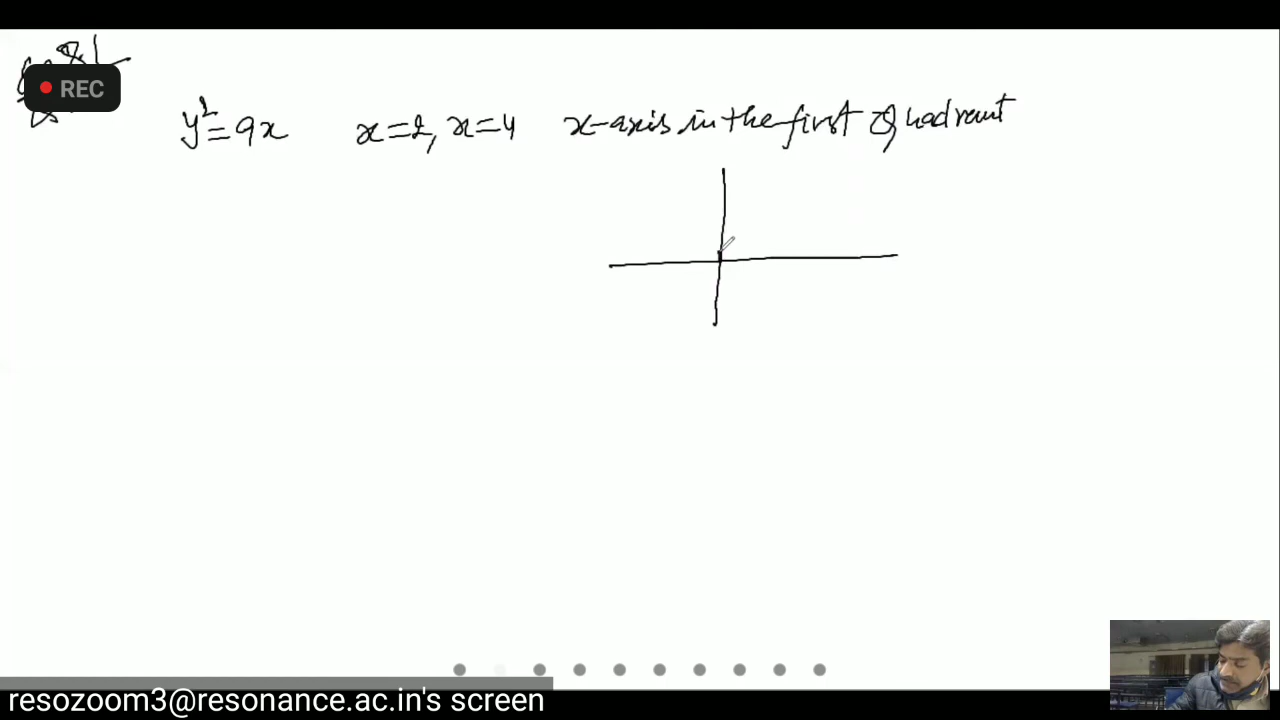 REC
y²=9x x=2, x=4 x-axis in the first Quadrant
resozoom3@resonance.ac.in's screen